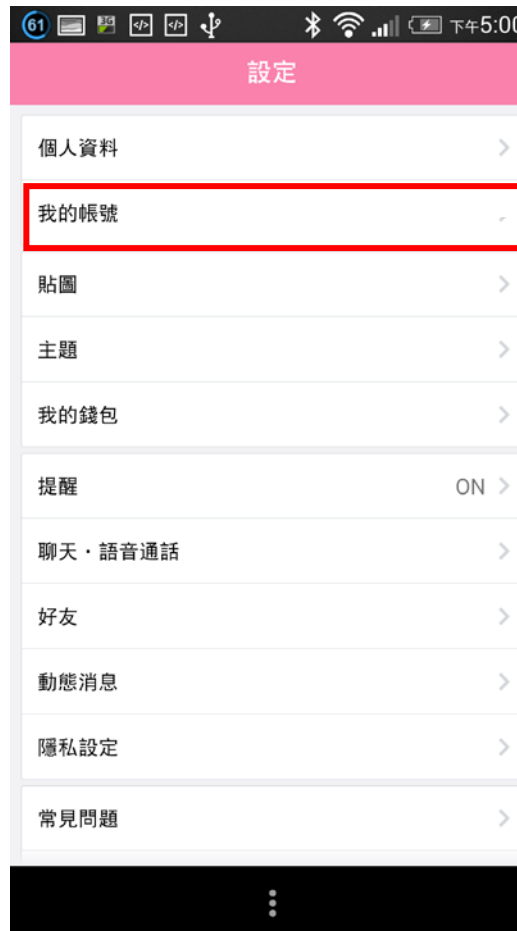 61 3G </> </> 下午5:00
設定
個人資料
我的帳號
貼圖
主題
我的錢包
提醒 ON
聊天・語音通話
好友
動態消息
隱私設定
常見問題